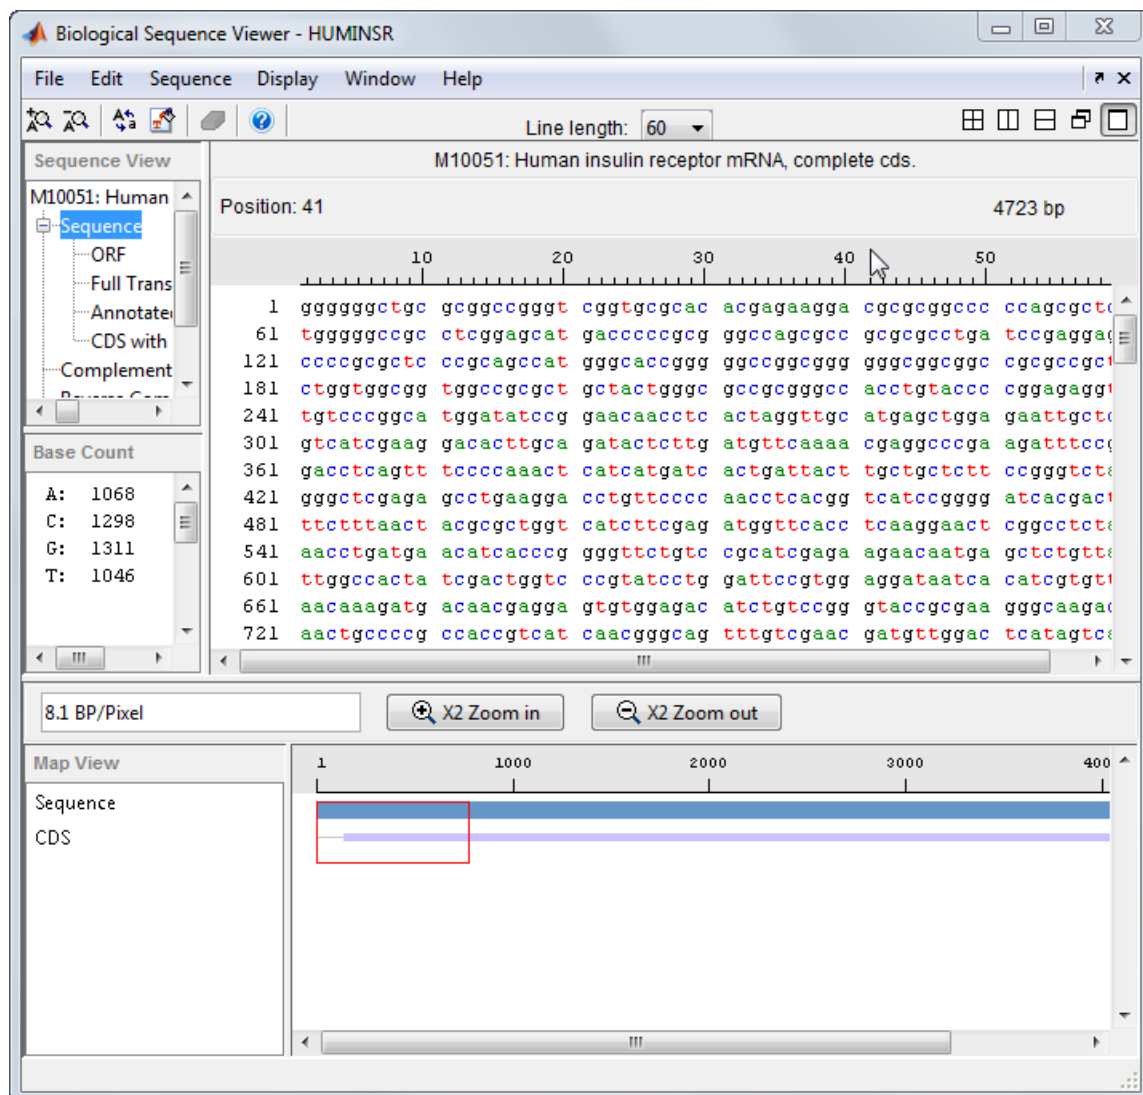 Biological Sequence Viewer - HUMINSR
File Edit Sequence Display Window Help
Line length: 60
Sequence View
M10051: Human insulin receptor mRNA, complete cds.
M10051: Human
Sequence
ORF
Full Trans
Annotate
CDS with
Complement
Position: 41 4723 bp
10 20 30 40 50
1 ggggggctgc gcggccgggt cggtgcgcac acgagaagga cgcgcggccc ccagcgct
61 tgggggccgc ctcggagcat gacccccgcg ggccagcgcc gcgcgcctga tccgagga
121 ccccgcgctc ccgcagccat gggcaccggg ggccggcggg gggcggcggc cgcgccgc
181 ctggtggcgg tggccgcgct gctactgggc gccgcgggcc acctgtaccc cggagagg
241 tgtcccggca tggatatccg gaacaacctc actaggttgc atgagctgga gaattgct
301 gtcatcgaag gacacttgca gatactcttg atgttcaaaa cgaggcccga agatttcc
361 gacctcagtt tccccaaact catcatgatc actgattact tgctgctctt ccgggtct
421 gggctcgaga gcctgaagga cctgttcccc aacctcacgg tcatccgggg atcacgac
481 ttctttaact acgcgctggt catcttcgag atggttcacc tcaaggaact cggcctct
541 aacctgatga acatcacccg gggttctgtc cgcatcgaga agaacaatga gctctgtt
601 ttggccacta tcgactggtc ccgtatcctg gattccgtgg aggataatca catcgtgt
661 aacaaagatg acaacgagga gtgtggagac atctgtccgg gtaccgcgaa gggcaaga
721 aactgccccg ccaccgtcat caacgggcag tttgtcgaac gatgttggac tcatagtc
Base Count
A: 1068
C: 1298
G: 1311
T: 1046
8.1 BP/Pixel X2 Zoom in X2 Zoom out
Map View
1 1000 2000 3000 400
Sequence
CDS